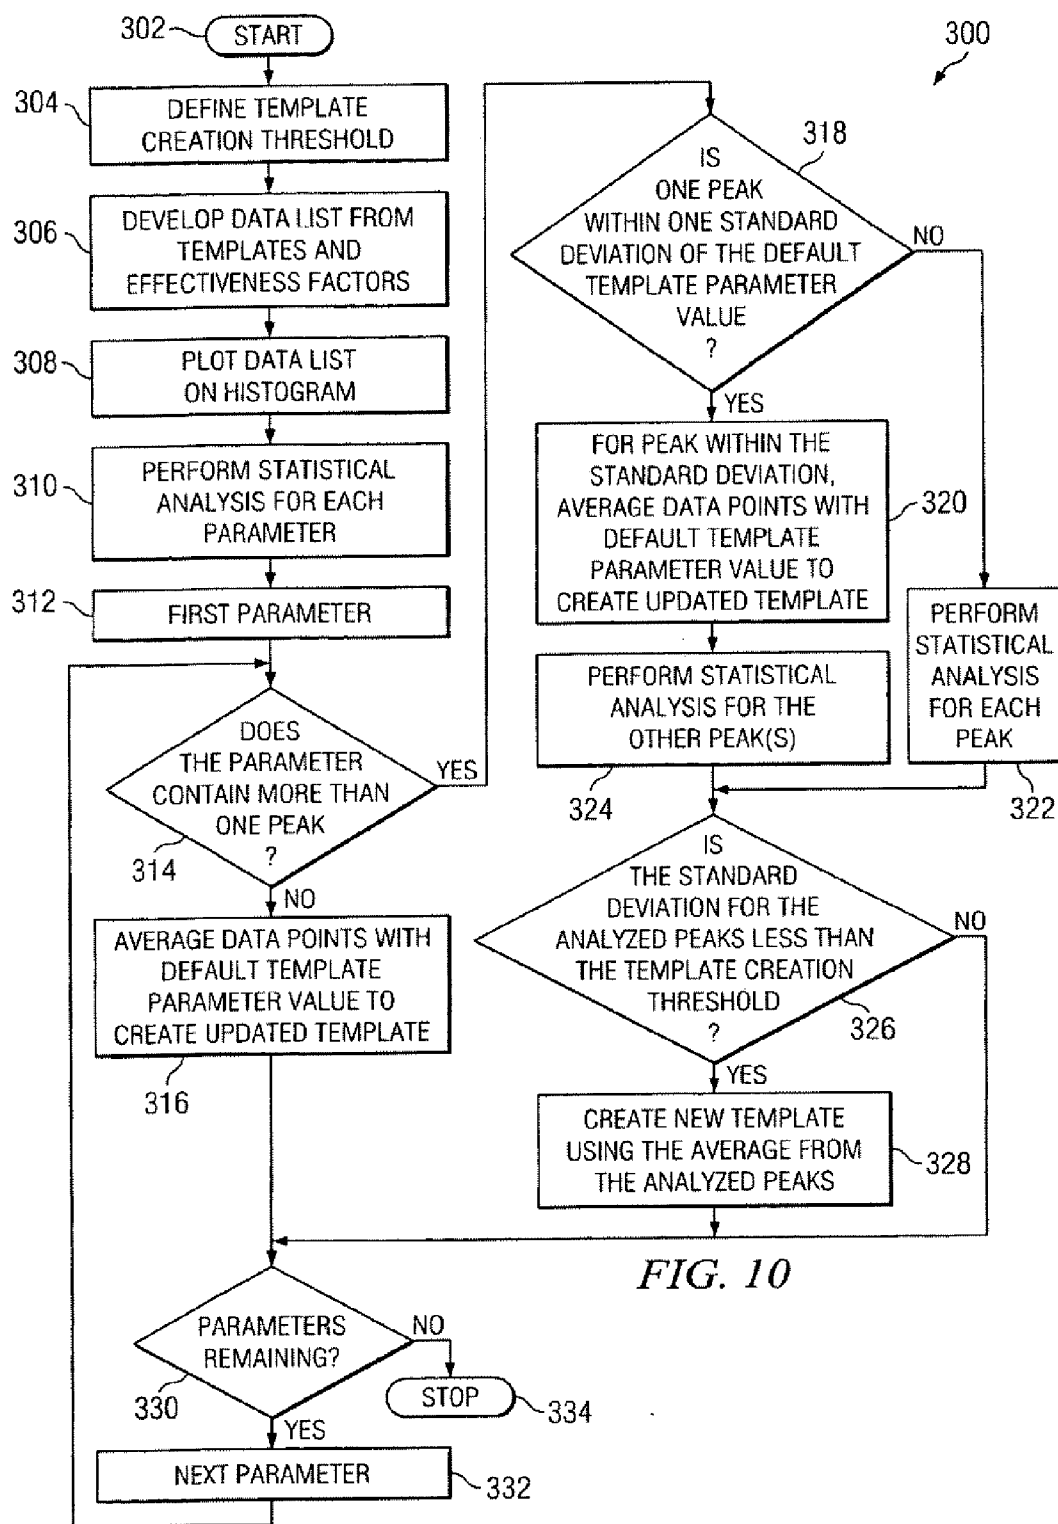 302
START
300
304
DEFINE TEMPLATE
CREATION THRESHOLD
306
DEVELOP DATA LIST FROM
TEMPLATES AND
EFFECTIVENESS FACTORS
308
PLOT DATA LIST
ON HISTOGRAM
310
PERFORM STATISTICAL
ANALYSIS FOR EACH
PARAMETER
312
FIRST PARAMETER
DOES
THE PARAMETER
CONTAIN MORE THAN
ONE PEAK
?
YES
314
NO
AVERAGE DATA POINTS WITH
DEFAULT TEMPLATE
PARAMETER VALUE TO
CREATE UPDATED TEMPLATE
316
318
IS
ONE PEAK
WITHIN ONE STANDARD
DEVIATION OF THE DEFAULT
TEMPLATE PARAMETER
VALUE
?
NO
YES
FOR PEAK WITHIN THE
STANDARD DEVIATION,
AVERAGE DATA POINTS WITH
DEFAULT TEMPLATE
PARAMETER VALUE TO
CREATE UPDATED TEMPLATE
320
PERFORM STATISTICAL
ANALYSIS FOR THE
OTHER PEAK(S)
324
PERFORM
STATISTICAL
ANALYSIS
FOR EACH
PEAK
322
IS
THE STANDARD
DEVIATION FOR THE
ANALYZED PEAKS LESS THAN
THE TEMPLATE CREATION
THRESHOLD
?
NO
326
YES
CREATE NEW TEMPLATE
USING THE AVERAGE FROM
THE ANALYZED PEAKS
328
FIG. 10
PARAMETERS
REMAINING?
NO
330
STOP
334
YES
NEXT PARAMETER
332